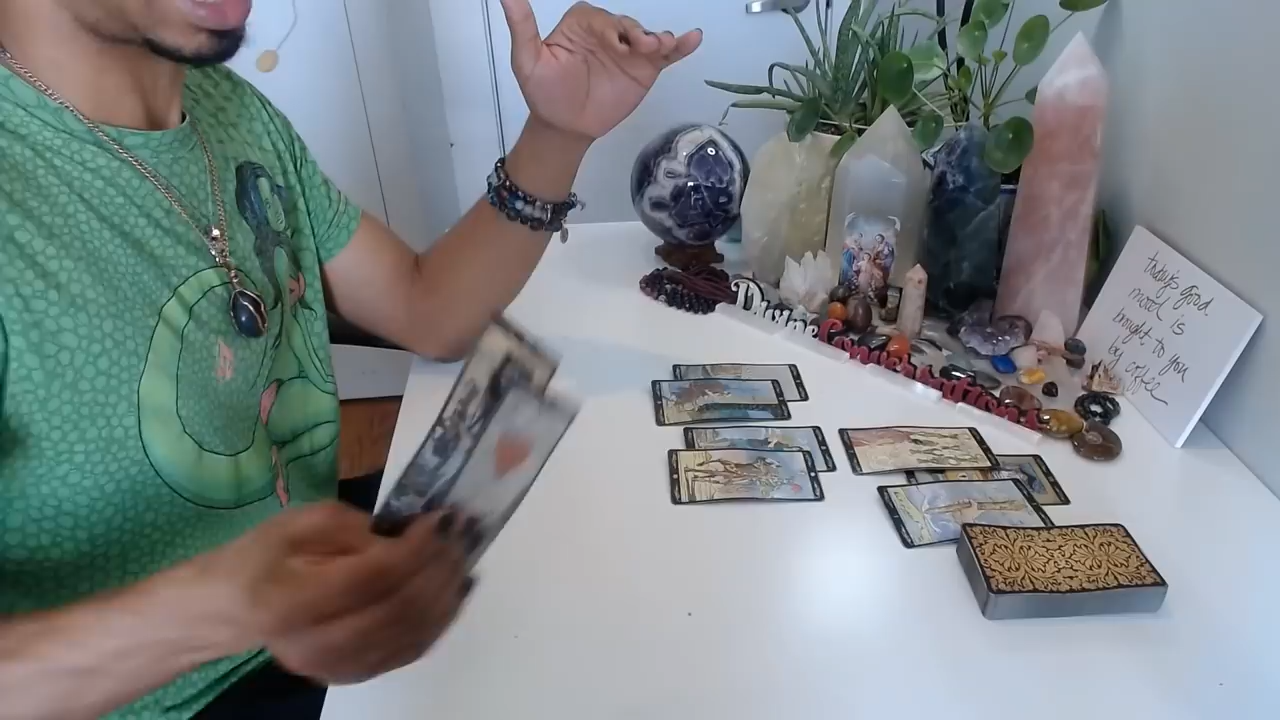 Divine Conversations
today's good
mood is
brought to you
by coffee